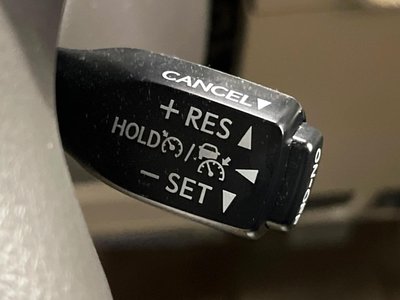 CANCEL▼
+ RES ▲
HOLD /
− SET ▼
ON-OFF